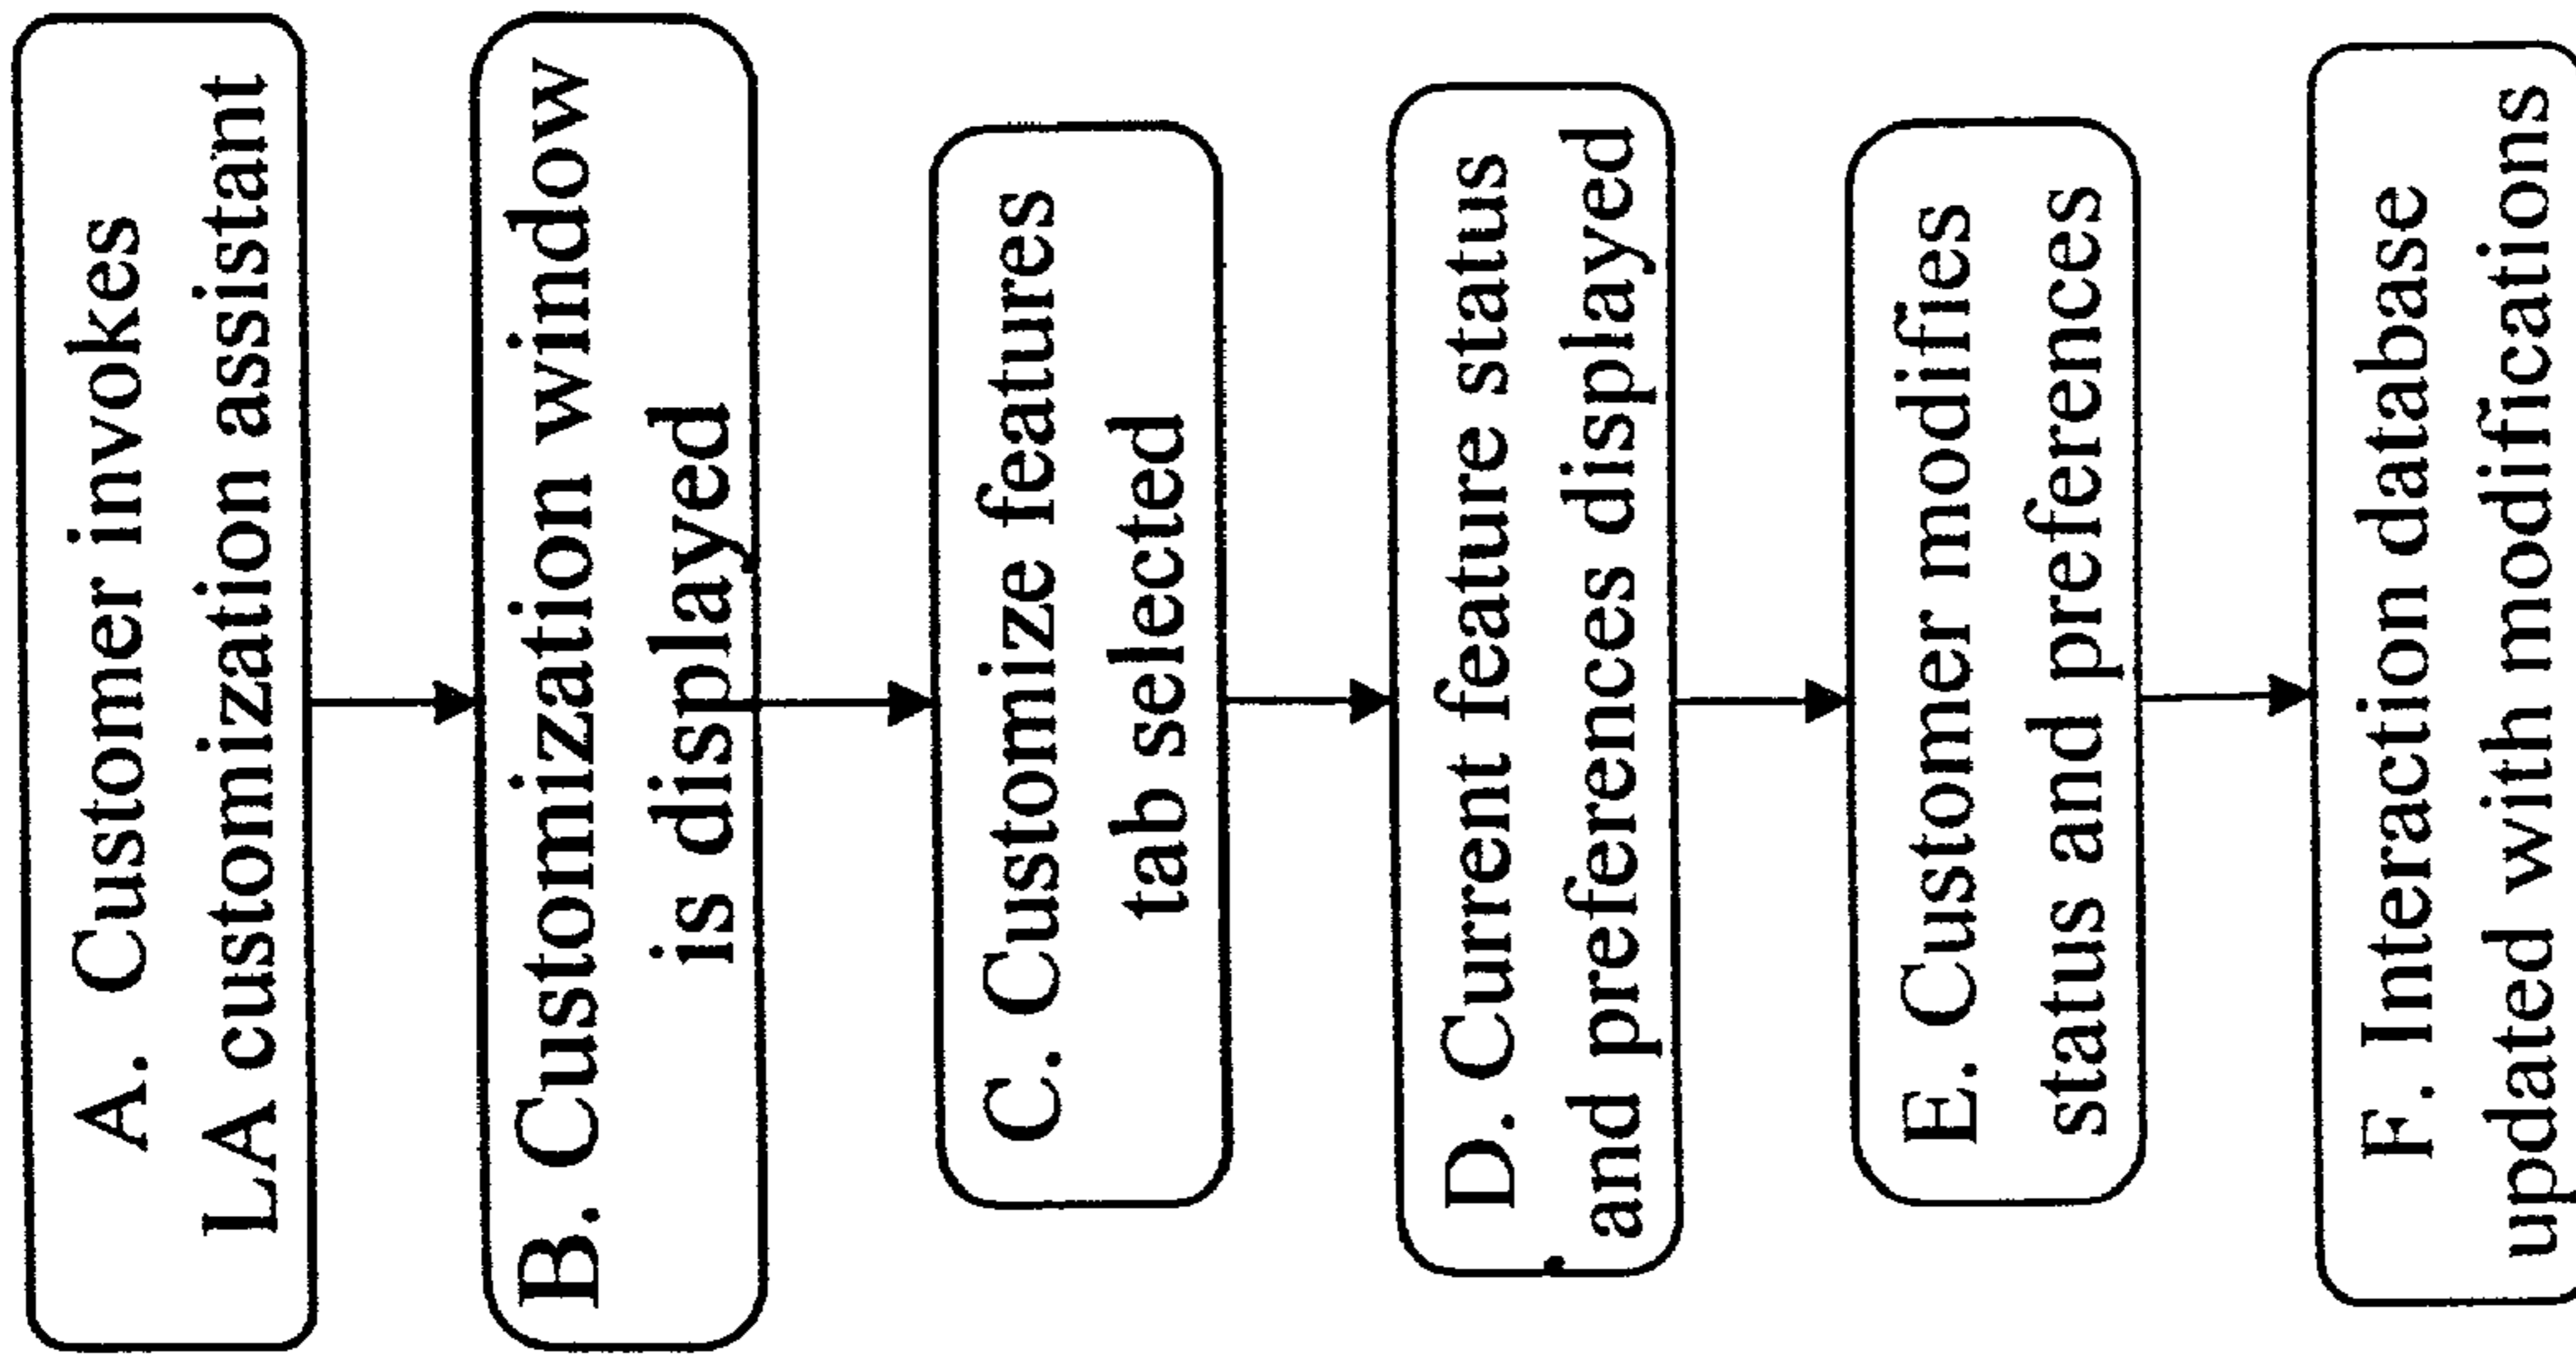 A. Customer invokes
LA customization assistant
B. Customization window
is displayed
C. Customize features
tab selected
D. Current feature status
and preferences displayed
E. Customer modifies
status and preferences
F. Interaction database
updated with modifications